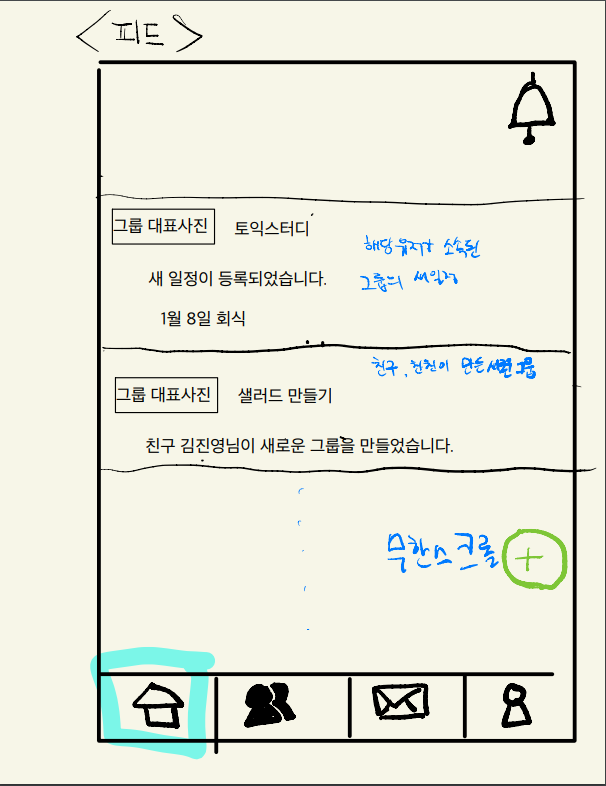 <피드>
그룹 대표사진 토익스터디
해당유저가 소속된
그룹의 새일정
새 일정이 등록되었습니다.
1월 8일 회식
친구, 만든 새로운 그룹
그룹 대표사진 샐러드 만들기
친구 김진영님이 새로운 그룹을 만들었습니다.
무한스크롤 +